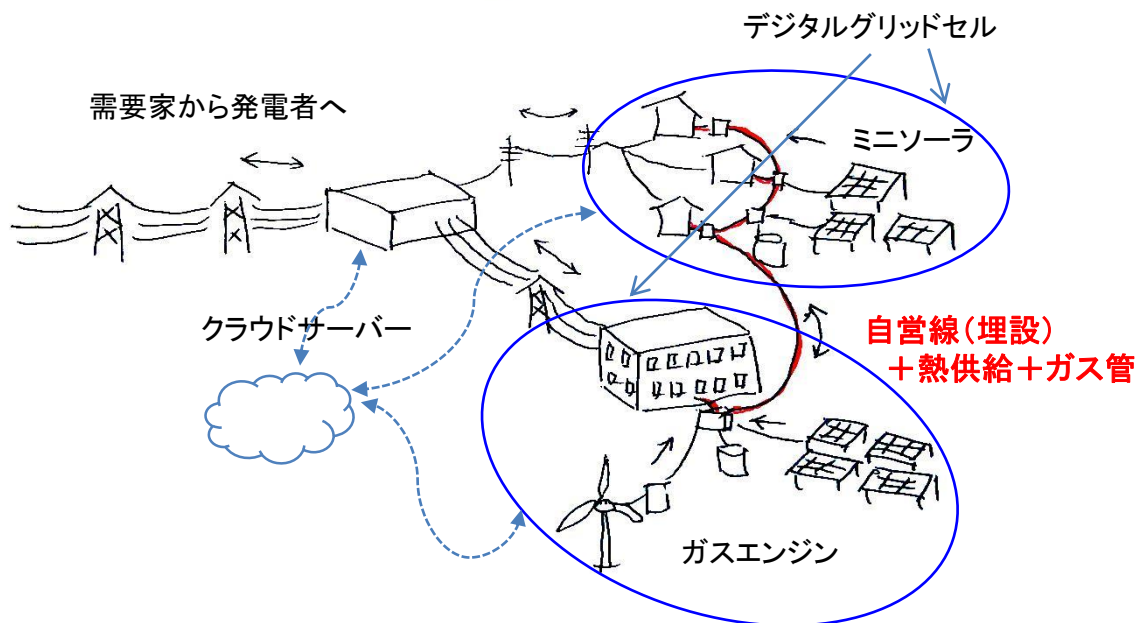 デジタルグリッドセル
需要家から発電者へ
ミニソーラ
クラウドサーバー
自営線(埋設)
＋熱供給＋ガス管
ガスエンジン